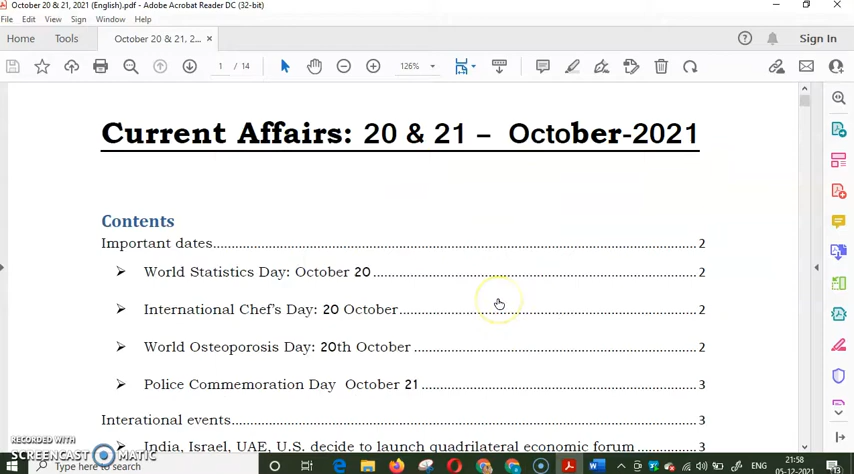 October 20 & 21, 2021 (English).pdf - Adobe Acrobat Reader DC (32-bit)
File Edit View Sign Window Help
Home Tools October 20 & 21, 2... × Sign In
1 / 14 126%
Current Affairs: 20 & 21 – October-2021
Contents
Important dates 2
➤ World Statistics Day: October 20 2
➤ International Chef's Day: 20 October 2
➤ World Osteoporosis Day: 20th October 2
➤ Police Commemoration Day October 21 3
Interational events 3
➤ India, Israel, UAE, U.S. decide to launch quadrilateral economic forum 3
RECORDED WITH
SCREENCAST MATIC
Type here to search
21:58
05-12-2021